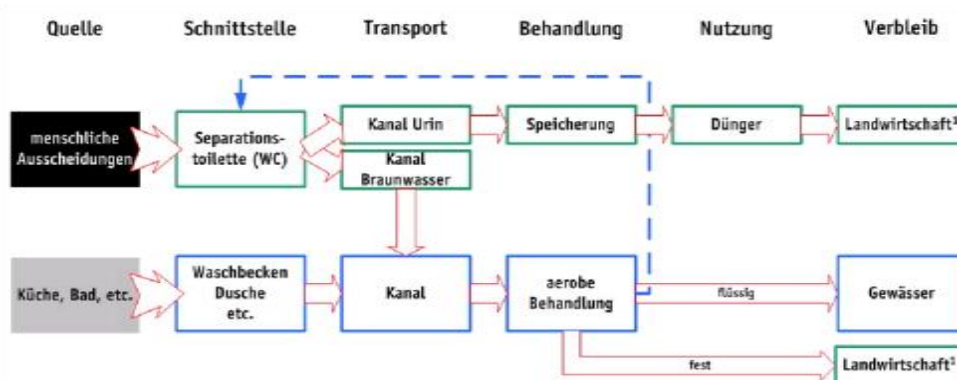 Quelle Schnittstelle Transport Behandlung Nutzung Verbleib
menschliche
Ausscheidungen
Separations-
toilette (WC)
Kanal Urin
Speicherung
Dünger
Landwirtschaft¹
Kanal
Braunwasser
Küche, Bad, etc.
Waschbecken
Dusche
etc.
Kanal
aerobe
Behandlung
flüssig
Gewässer
fest
Landwirtschaft¹